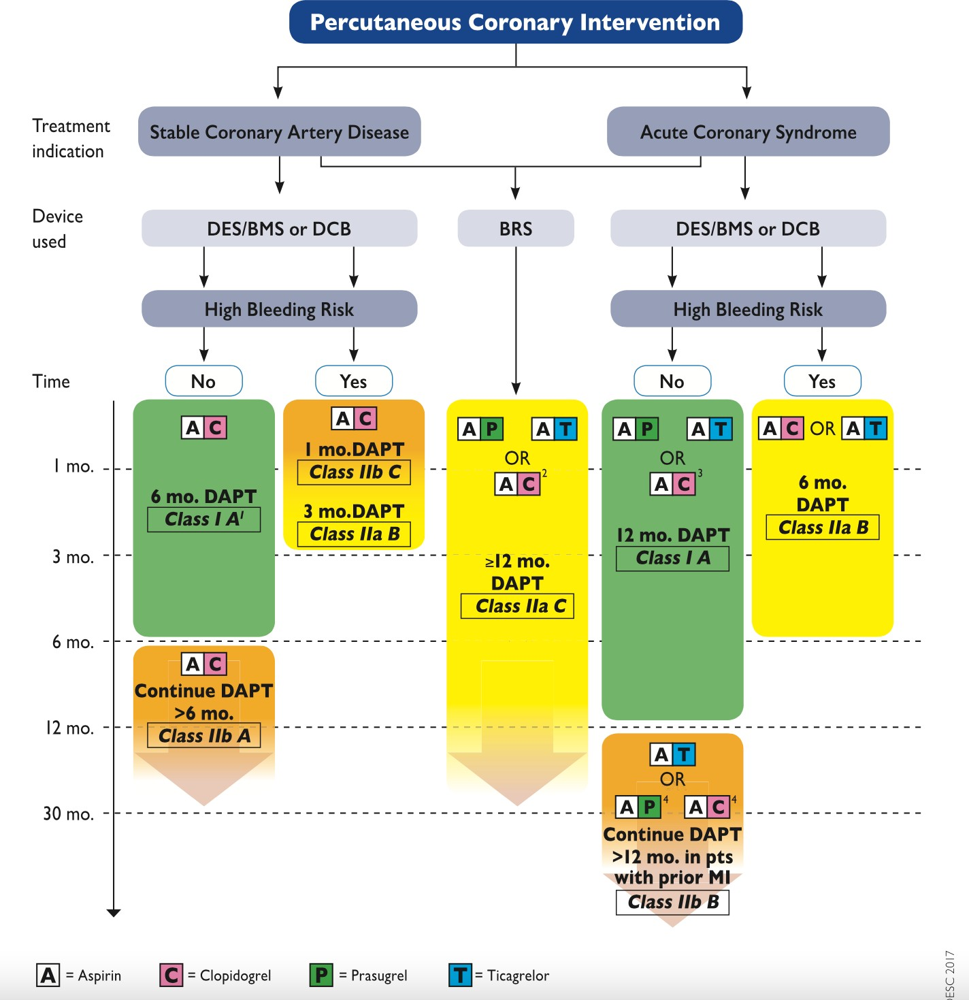 Percutaneous Coronary Intervention
Treatment
indication
Stable Coronary Artery Disease
Acute Coronary Syndrome
Device
used
DES/BMS or DCB
BRS
DES/BMS or DCB
High Bleeding Risk
High Bleeding Risk
Time
No
Yes
No
Yes
1 mo.
3 mo.
6 mo.
12 mo.
30 mo.
A C
6 mo. DAPT
Class I A¹
A C
Continue DAPT
>6 mo.
Class IIb A
A C
1 mo.DAPT
Class IIb C
3 mo.DAPT
Class IIa B
A P A T
OR
A C ²
≥12 mo.
DAPT
Class IIa C
A P A T
OR
A C ³
12 mo. DAPT
Class I A
A T
OR
A P ⁴ A C ⁴
Continue DAPT
>12 mo. in pts
with prior MI
Class IIb B
A C OR A T
6 mo.
DAPT
Class IIa B
A = Aspirin
C = Clopidogrel
P = Prasugrel
T = Ticagrelor
ESC 2017